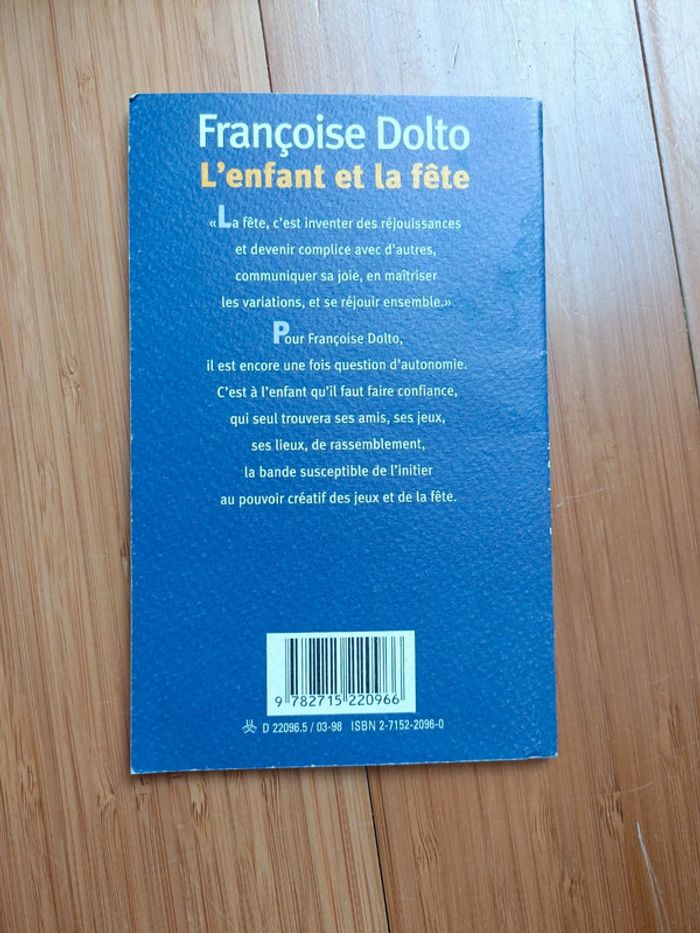 Françoise Dolto
L'enfant et la fête
«La fête, c'est inventer des réjouissances
et devenir complice avec d'autres,
communiquer sa joie, en maîtriser
les variations, et se réjouir ensemble.»
Pour Françoise Dolto,
il est encore une fois question d'autonomie.
C'est à l'enfant qu'il faut faire confiance,
qui seul trouvera ses amis, ses jeux,
ses lieux, de rassemblement,
la bande susceptible de l'initier
au pouvoir créatif des jeux et de la fête.
9 782715 220966
D 22096.5 / 03-98 ISBN 2-7152-2096-0